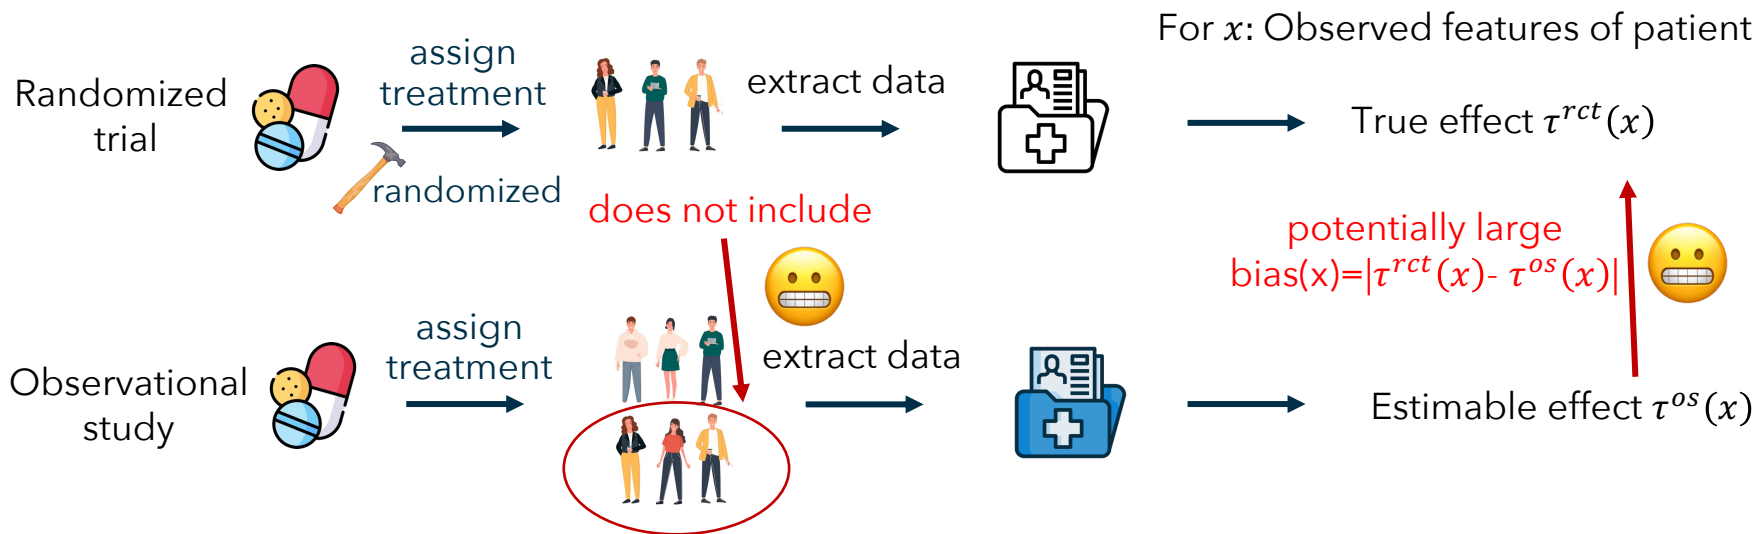 For x: Observed features of patient
Randomized
trial
assign
treatment
randomized
extract data
True effect τ^rct(x)
does not include
potentially large
bias(x)=|τ^rct(x)- τ^os(x)|
Observational
study
assign
treatment
extract data
Estimable effect τ^os(x)